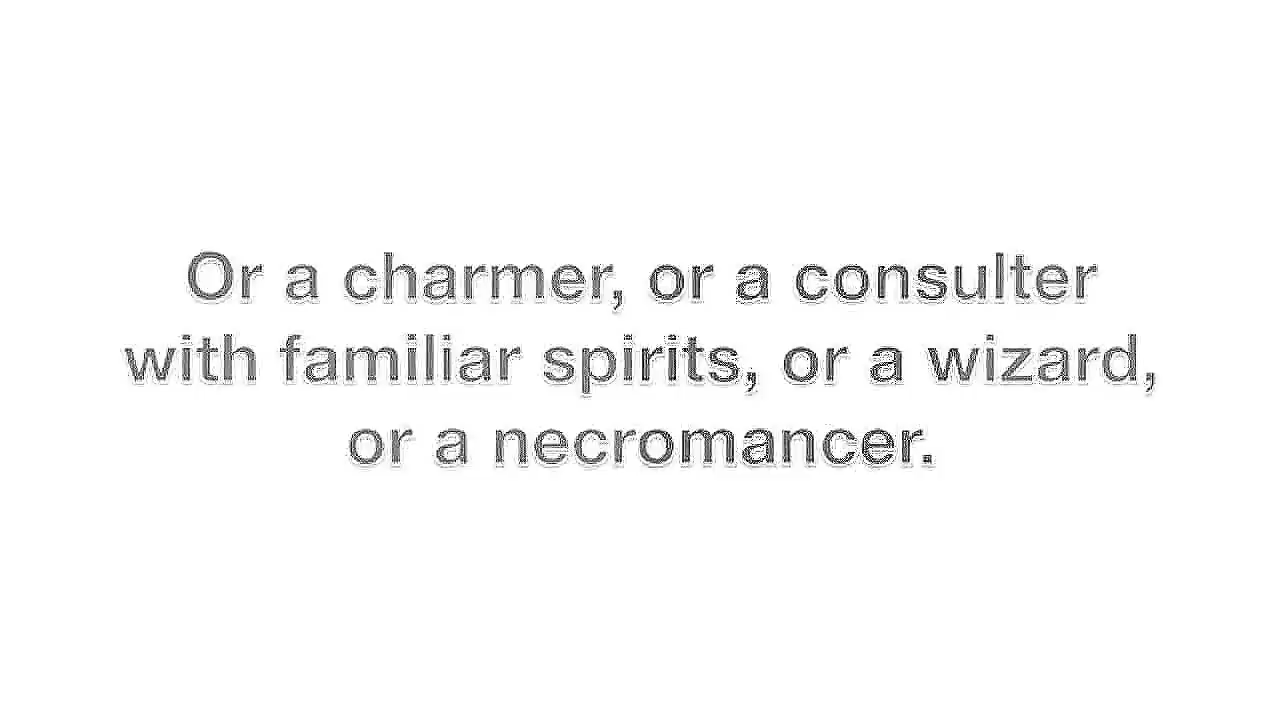 Or a charmer, or a consulter
with familiar spirits, or a wizard,
or a necromancer.